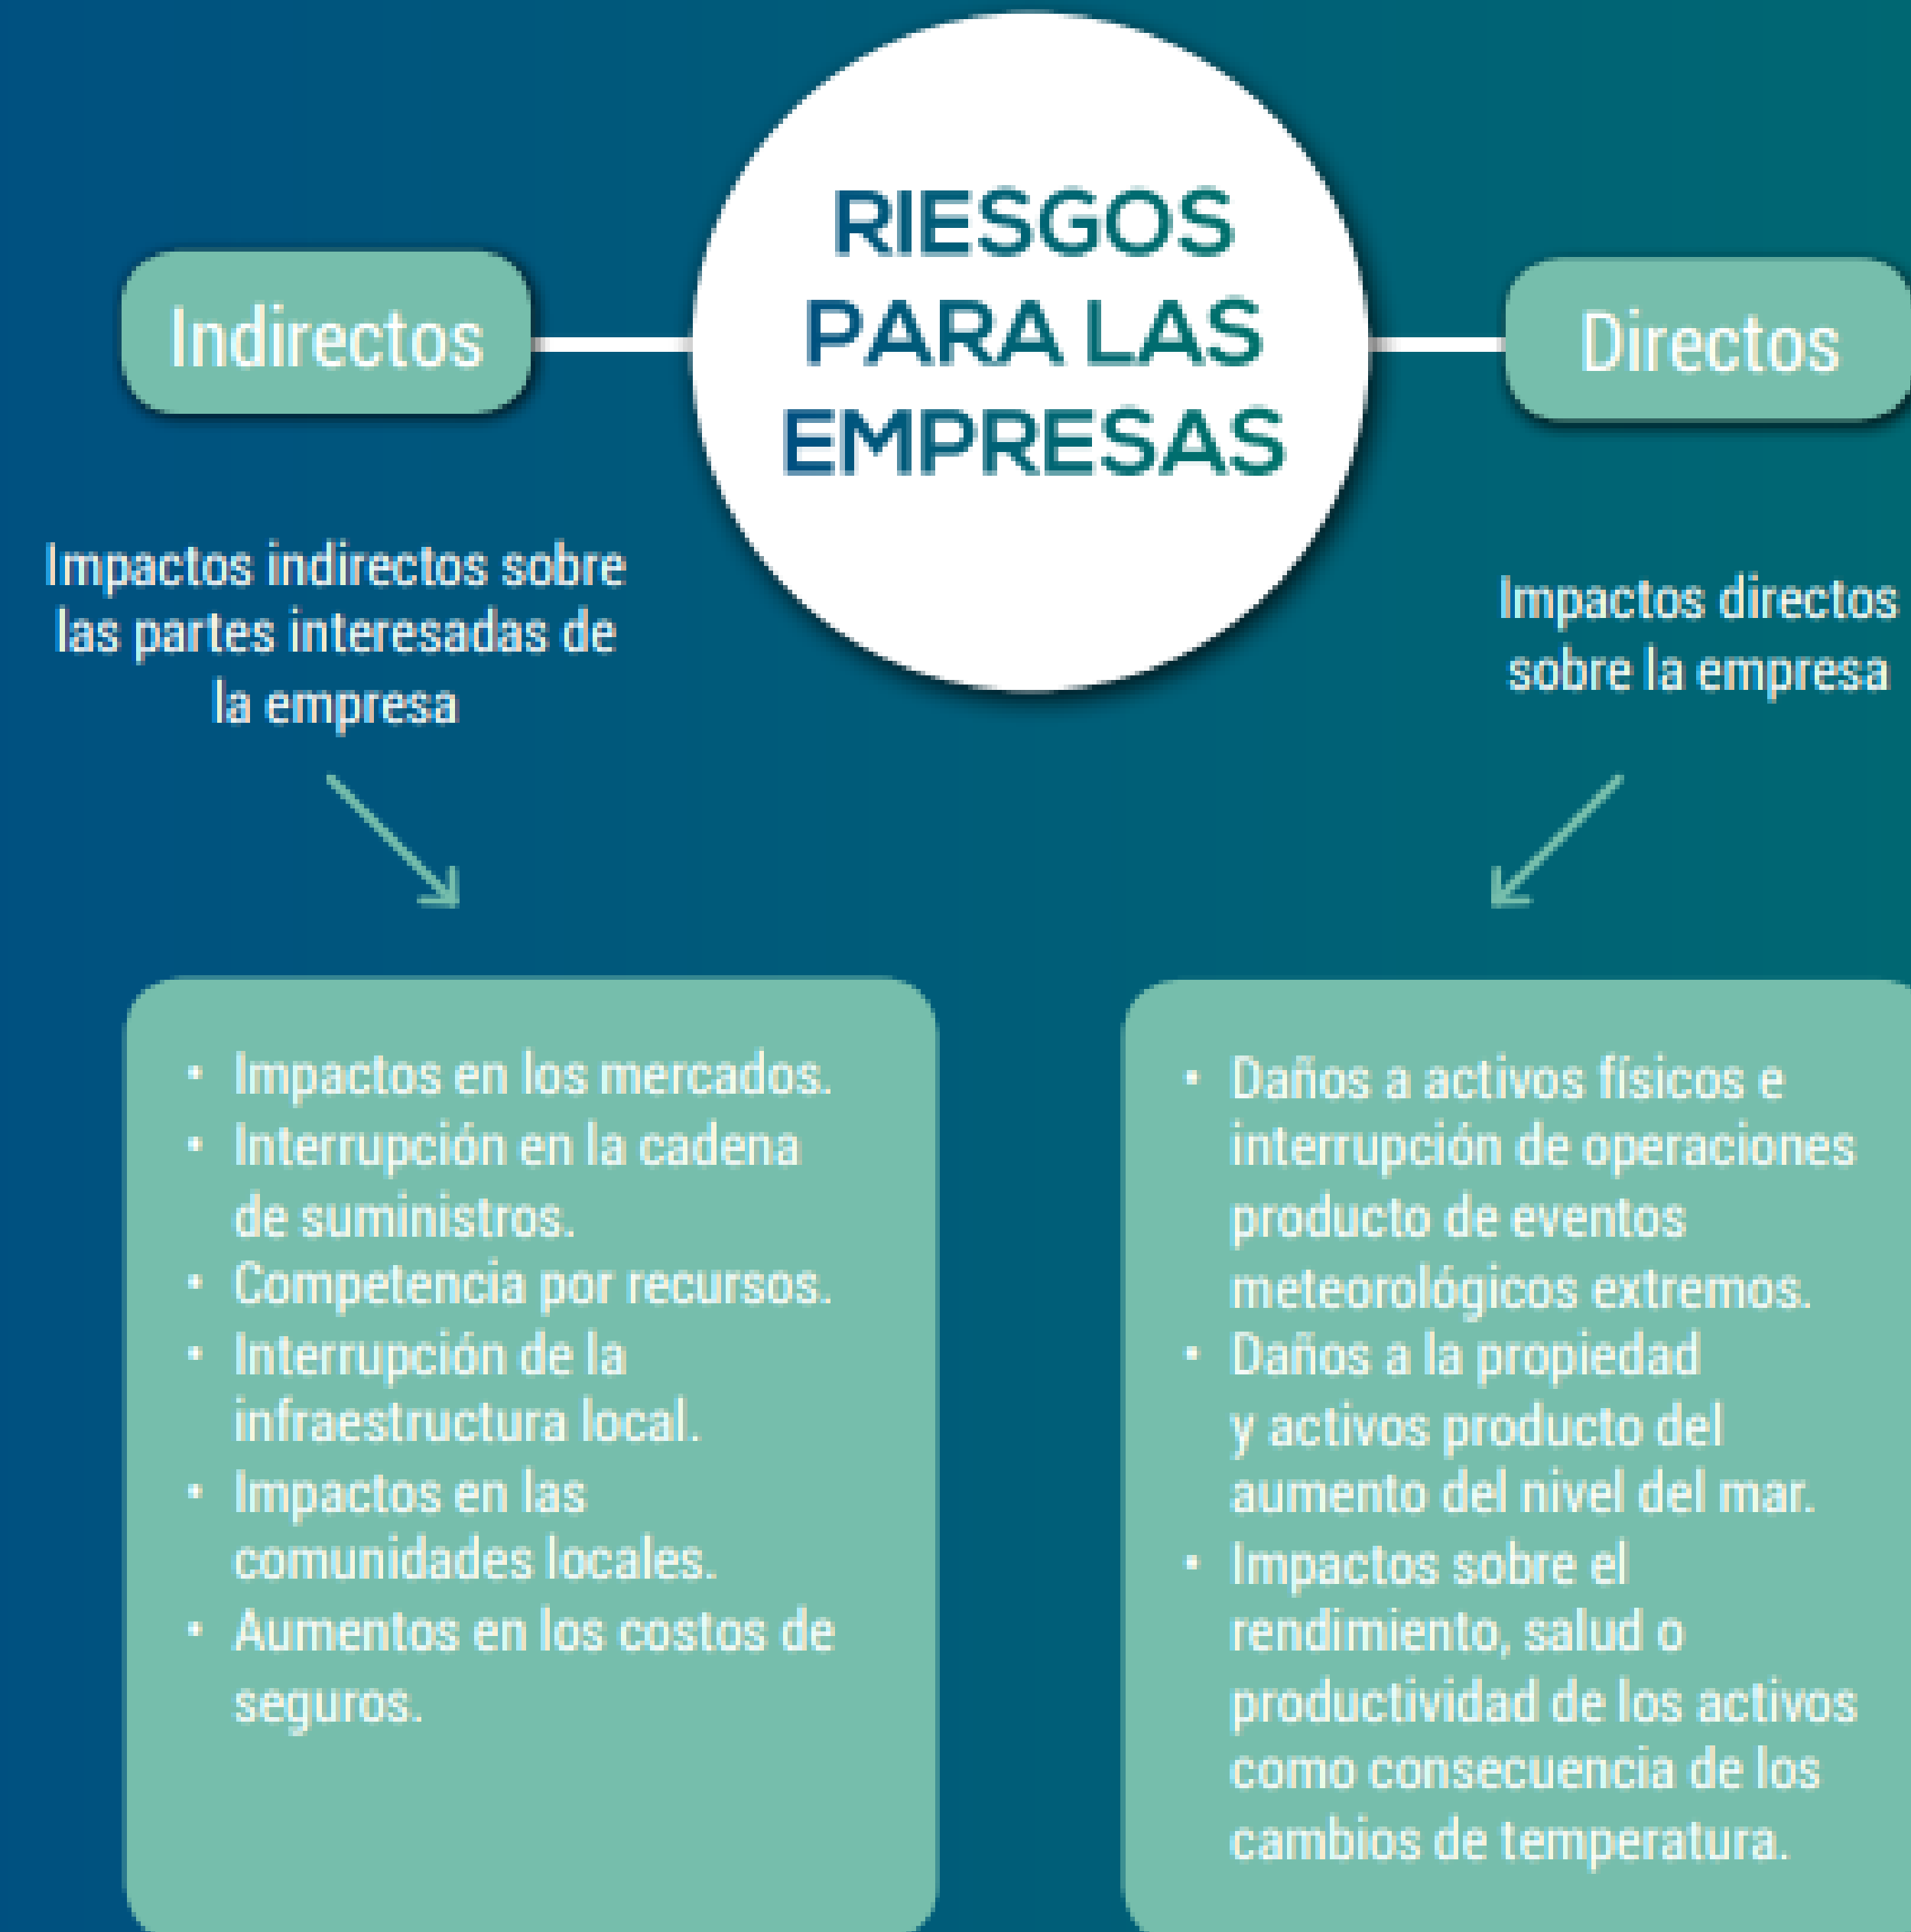 RIESGOS
PARA LAS
EMPRESAS
Indirectos
Impactos indirectos sobre
las partes interesadas de
la empresa
• Impactos en los mercados.
• Interrupción en la cadena
de suministros.
• Competencia por recursos.
• Interrupción de la
infraestructura local.
• Impactos en las
comunidades locales.
• Aumentos en los costos de
seguros.
Directos
Impactos directos
sobre la empresa
• Daños a activos físicos e
interrupción de operaciones
producto de eventos
meteorológicos extremos.
• Daños a la propiedad
y activos producto del
aumento del nivel del mar.
• Impactos sobre el
rendimiento, salud o
productividad de los activos
como consecuencia de los
cambios de temperatura.